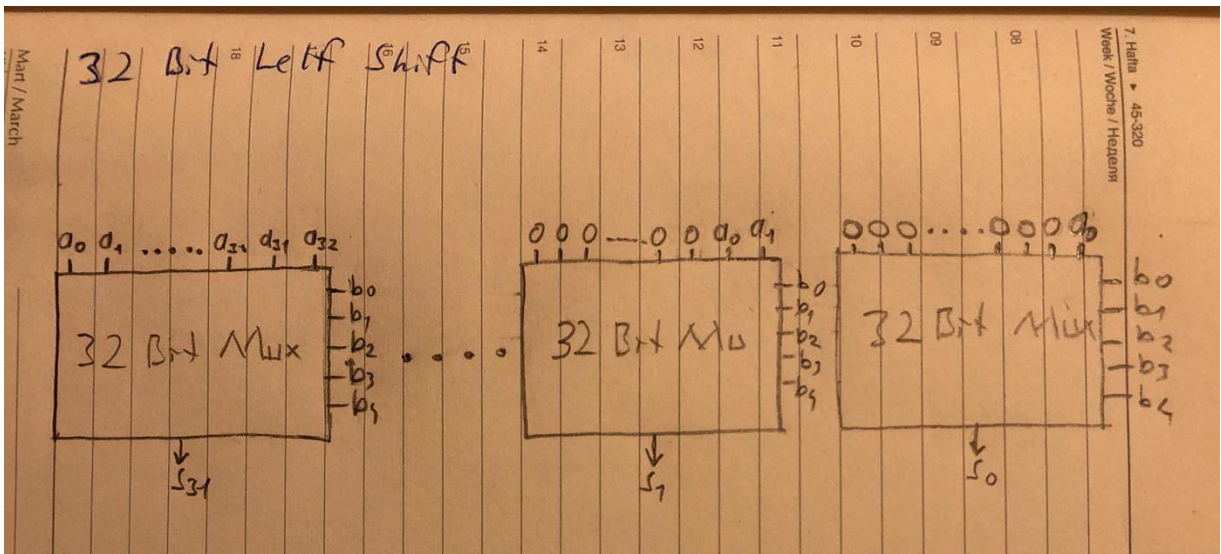 32 Bit Left Shift
7. Hafta ▸ 45-320
Week / Woche / Неделя
08
09
10
11
12
13
14
15
16
18
Mart / March
a0 a1 ..... a31 a31 a32
0 0 0 ---- 0 0 a0 a1
0 0 0 .... 0 0 0 a0
32 Bit Mux
b0
b1
b2
b3
b4
S31
. . . .
32 Bit Mu
b0
b1
b2
b3
b4
S1
32 Bit Mux
b0
b1
b2
b3
b4
S0